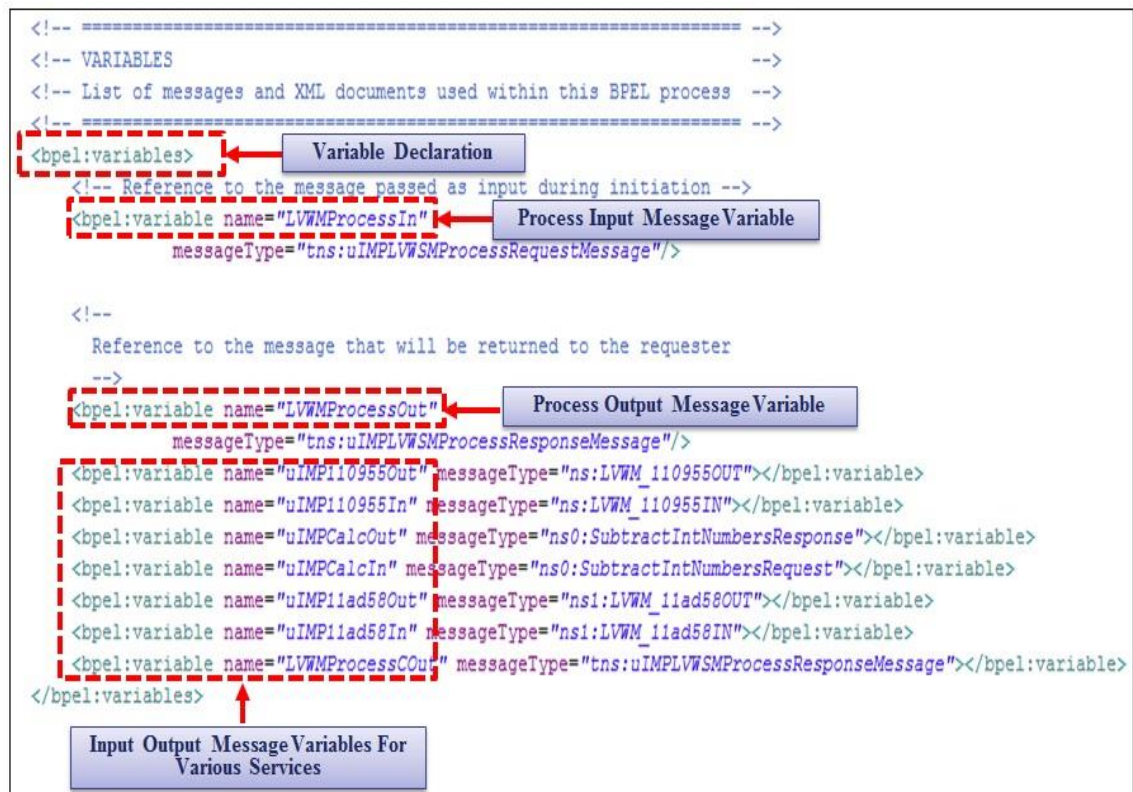 <!-- ================================================================= -->
<!-- VARIABLES -->
<!-- List of messages and XML documents used within this BPEL process -->
<!-- ================================================================= -->
<bpel:variables>
Variable Declaration
<!-- Reference to the message passed as input during initiation -->
<bpel:variable name="LVWMProcessIn"
Process Input Message Variable
messageType="tns:uIMPLVWSMProcessRequestMessage"/>
<!--
Reference to the message that will be returned to the requester
-->
<bpel:variable name="LVWMProcessOut"
Process Output Message Variable
messageType="tns:uIMPLVWSMProcessResponseMessage"/>
<bpel:variable name="uIMP110955Out" messageType="ns:LVWM_110955OUT"></bpel:variable>
<bpel:variable name="uIMP110955In" messageType="ns:LVWM_110955IN"></bpel:variable>
<bpel:variable name="uIMPCalcOut" messageType="ns0:SubtractIntNumbersResponse"></bpel:variable>
<bpel:variable name="uIMPCalcIn" messageType="ns0:SubtractIntNumbersRequest"></bpel:variable>
<bpel:variable name="uIMP11ad58Out" messageType="ns1:LVWM_11ad58OUT"></bpel:variable>
<bpel:variable name="uIMP11ad58In" messageType="ns1:LVWM_11ad58IN"></bpel:variable>
<bpel:variable name="LVWMProcessCOut" messageType="tns:uIMPLVWSMProcessResponseMessage"></bpel:variable>
</bpel:variables>
Input Output Message Variables For
Various Services